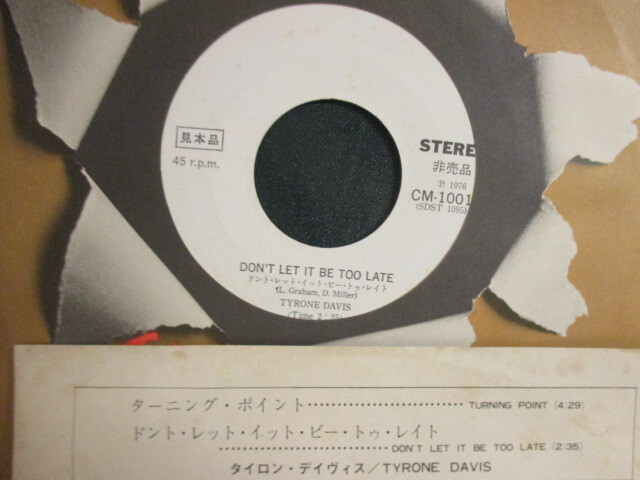 見本品
45 r.p.m.
STERE
非売品
℗ 1976
CM-1001
(SDST 1095)
DON'T LET IT BE TOO LATE
ドント・レット・イット・ビー・トゥ・レイト
(L. Graham, D. Miller)
TYRONE DAVIS
(Time 2:35)
ターニング・ポイント・・・・・・・・・・・・・・・・・・・・・・・・ TURNING POINT (4:29)
ドント・レット・イット・ビー・トゥ・レイト
・・・・・・・・・・・・・・・・・・・・・・・・ DON'T LET IT BE TOO LATE (2:35)
タイロン・デイヴィス/TYRONE DAVIS